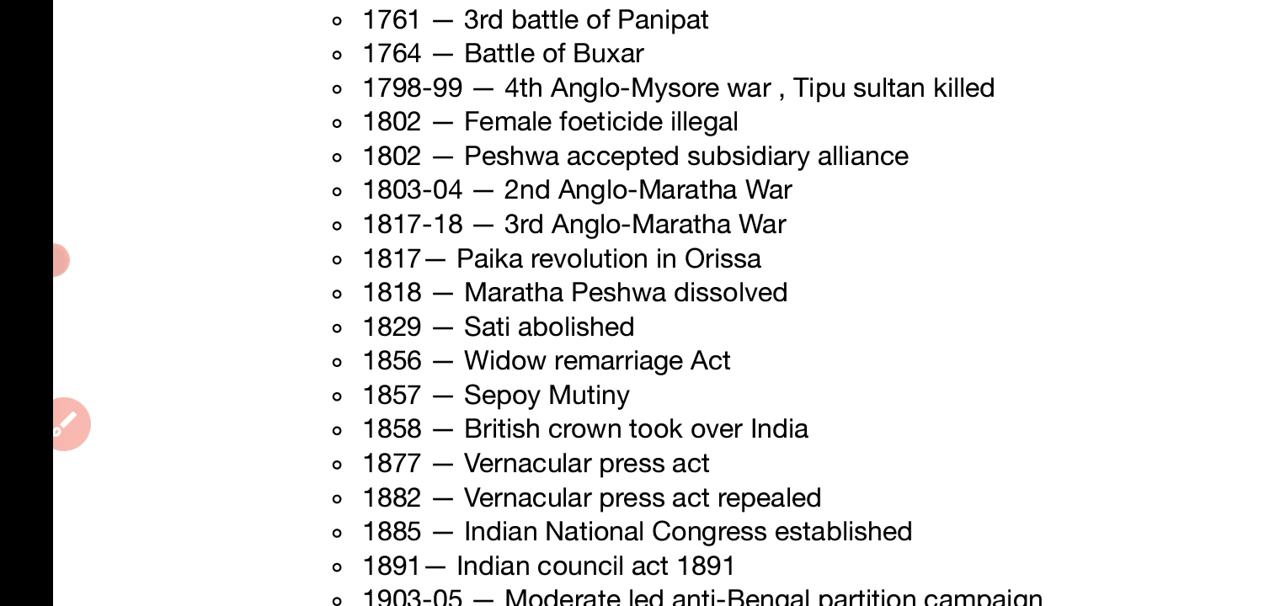 1761 — 3rd battle of Panipat
1764 — Battle of Buxar
1798-99 — 4th Anglo-Mysore war , Tipu sultan killed
1802 — Female foeticide illegal
1802 — Peshwa accepted subsidiary alliance
1803-04 — 2nd Anglo-Maratha War
1817-18 — 3rd Anglo-Maratha War
1817— Paika revolution in Orissa
1818 — Maratha Peshwa dissolved
1829 — Sati abolished
1856 — Widow remarriage Act
1857 — Sepoy Mutiny
1858 — British crown took over India
1877 — Vernacular press act
1882 — Vernacular press act repealed
1885 — Indian National Congress established
1891— Indian council act 1891
1903-05 — Moderate led anti-Bengal partition campaign